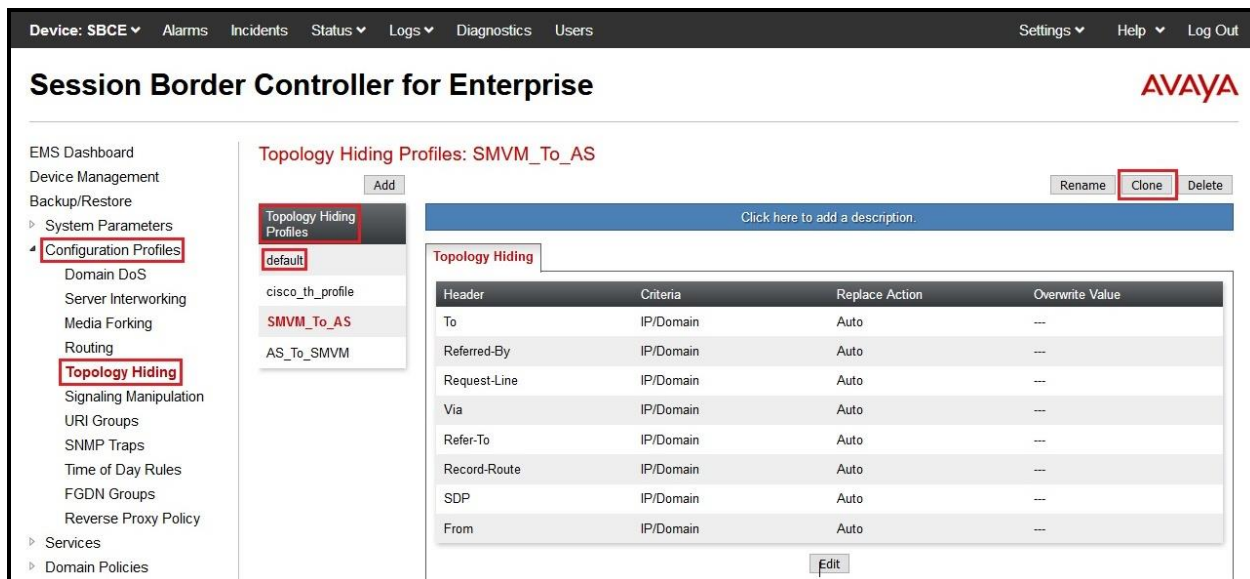 Device: SBCE Alarms Incidents Status Logs Diagnostics Users Settings Help Log Out
Session Border Controller for Enterprise
AVAYA
EMS Dashboard
Device Management
Backup/Restore
System Parameters
Configuration Profiles
Domain DoS
Server Interworking
Media Forking
Routing
Topology Hiding
Signaling Manipulation
URI Groups
SNMP Traps
Time of Day Rules
FGDN Groups
Reverse Proxy Policy
Services
Domain Policies
Topology Hiding Profiles: SMVM_To_AS
Add
Rename Clone Delete
Topology Hiding
Profiles
default
cisco_th_profile
SMVM_To_AS
AS_To_SMVM
Click here to add a description.
Topology Hiding
Header Criteria Replace Action Overwrite Value
To IP/Domain Auto ---
Referred-By IP/Domain Auto ---
Request-Line IP/Domain Auto ---
Via IP/Domain Auto ---
Refer-To IP/Domain Auto ---
Record-Route IP/Domain Auto ---
SDP IP/Domain Auto ---
From IP/Domain Auto ---
Edit